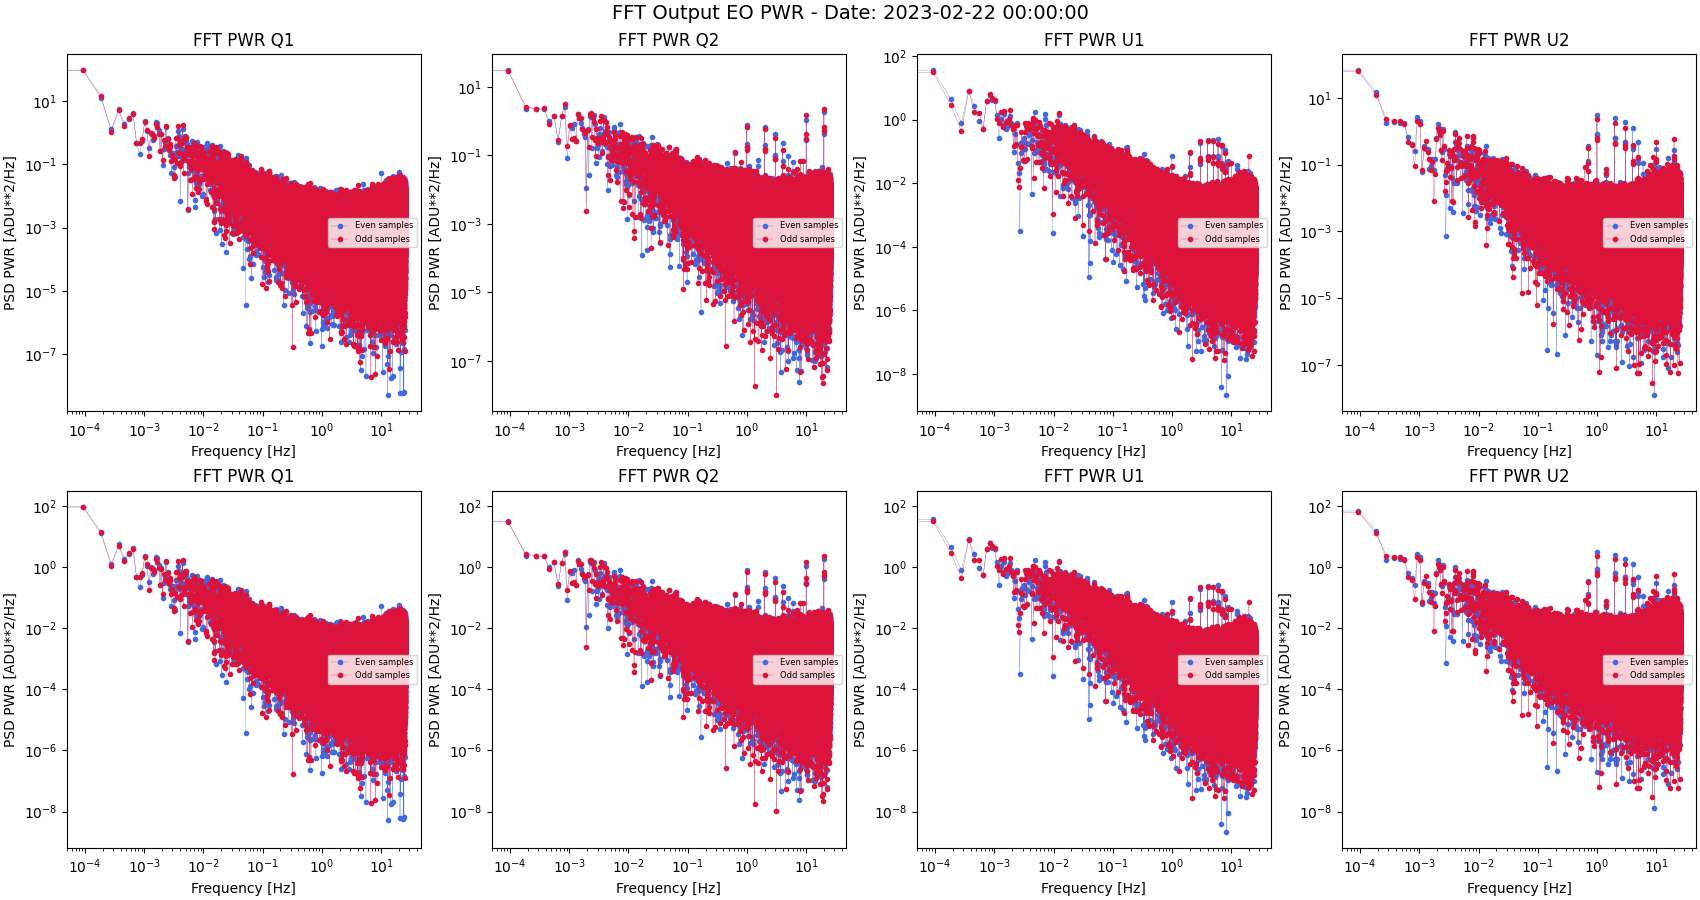 FFT Output EO PWR - Date: 2023-02-22 00:00:00
FFT PWR Q1
FFT PWR Q2
FFT PWR U1
FFT PWR U2
PSD PWR [ADU**2/Hz]
10^1
10^-1
10^-3
10^-5
10^-7
Even samples
Odd samples
10^-4 10^-3 10^-2 10^-1 10^0 10^1
Frequency [Hz]
PSD PWR [ADU**2/Hz]
10^1
10^-1
10^-3
10^-5
10^-7
Even samples
Odd samples
10^-4 10^-3 10^-2 10^-1 10^0 10^1
Frequency [Hz]
PSD PWR [ADU**2/Hz]
10^2
10^0
10^-2
10^-4
10^-6
10^-8
Even samples
Odd samples
10^-4 10^-3 10^-2 10^-1 10^0 10^1
Frequency [Hz]
PSD PWR [ADU**2/Hz]
10^1
10^-1
10^-3
10^-5
10^-7
Even samples
Odd samples
10^-4 10^-3 10^-2 10^-1 10^0 10^1
Frequency [Hz]
FFT PWR Q1
FFT PWR Q2
FFT PWR U1
FFT PWR U2
PSD PWR [ADU**2/Hz]
10^2
10^0
10^-2
10^-4
10^-6
10^-8
Even samples
Odd samples
10^-4 10^-3 10^-2 10^-1 10^0 10^1
Frequency [Hz]
PSD PWR [ADU**2/Hz]
10^2
10^0
10^-2
10^-4
10^-6
10^-8
Even samples
Odd samples
10^-4 10^-3 10^-2 10^-1 10^0 10^1
Frequency [Hz]
PSD PWR [ADU**2/Hz]
10^2
10^0
10^-2
10^-4
10^-6
10^-8
Even samples
Odd samples
10^-4 10^-3 10^-2 10^-1 10^0 10^1
Frequency [Hz]
PSD PWR [ADU**2/Hz]
10^2
10^0
10^-2
10^-4
10^-6
10^-8
Even samples
Odd samples
10^-4 10^-3 10^-2 10^-1 10^0 10^1
Frequency [Hz]